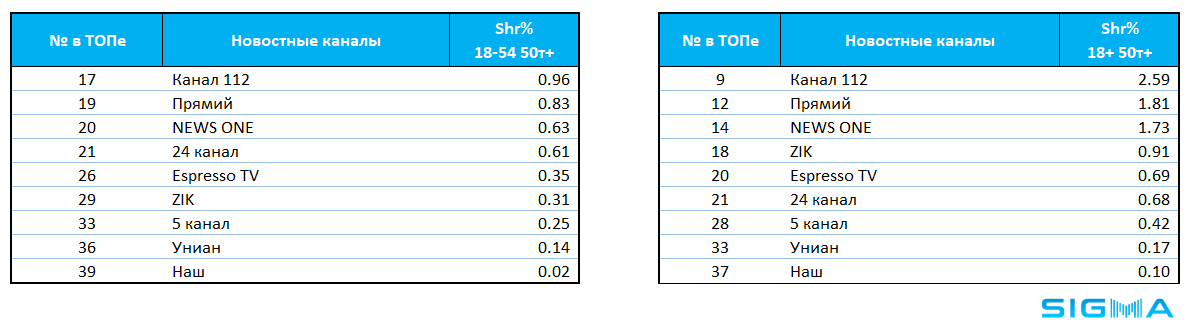 № в ТОПе Новостные каналы Shr% 18-54 50т+
17 Канал 112 0.96
19 Прямий 0.83
20 NEWS ONE 0.63
21 24 канал 0.61
26 Espresso TV 0.35
29 ZIK 0.31
33 5 канал 0.25
36 Униан 0.14
39 Наш 0.02
№ в ТОПе Новостные каналы Shr% 18+ 50т+
9 Канал 112 2.59
12 Прямий 1.81
14 NEWS ONE 1.73
18 ZIK 0.91
20 Espresso TV 0.69
21 24 канал 0.68
28 5 канал 0.42
33 Униан 0.17
37 Наш 0.10
SIGMA